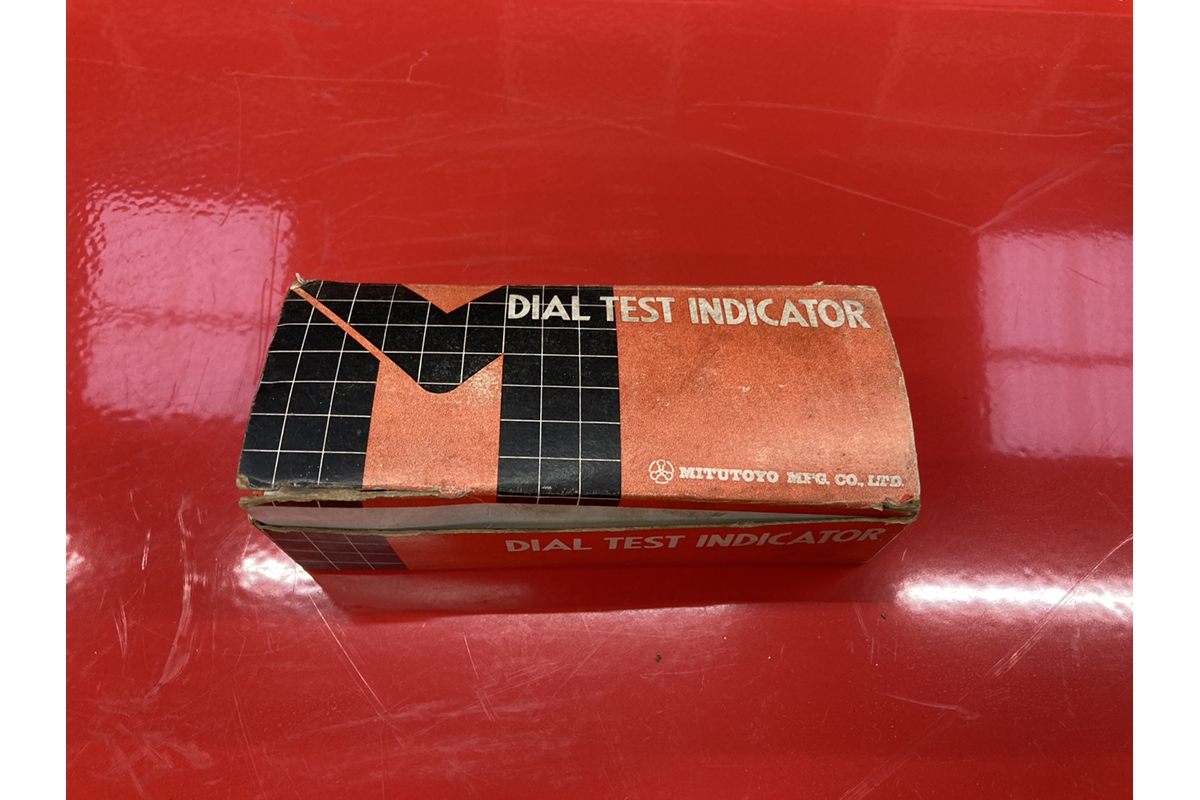 DIAL TEST INDICATOR
MITUTOYO MFG. CO., LTD.
DIAL TEST INDICATOR